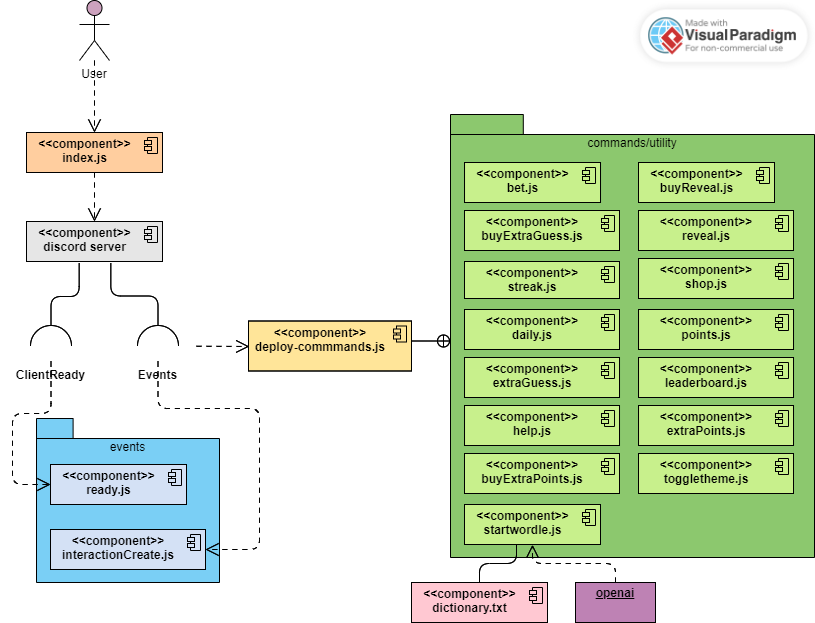 Made with
VisualParadigm
For non-commercial use
User
<<component>>
index.js
<<component>>
discord server
ClientReady
Events
<<component>>
deploy-commmands.js
events
<<component>>
ready.js
<<component>>
interactionCreate.js
commands/utility
<<component>>
bet.js
<<component>>
buyReveal.js
<<component>>
buyExtraGuess.js
<<component>>
reveal.js
<<component>>
streak.js
<<component>>
shop.js
<<component>>
daily.js
<<component>>
points.js
<<component>>
extraGuess.js
<<component>>
leaderboard.js
<<component>>
help.js
<<component>>
extraPoints.js
<<component>>
buyExtraPoints.js
<<component>>
toggletheme.js
<<component>>
startwordle.js
<<component>>
dictionary.txt
openai